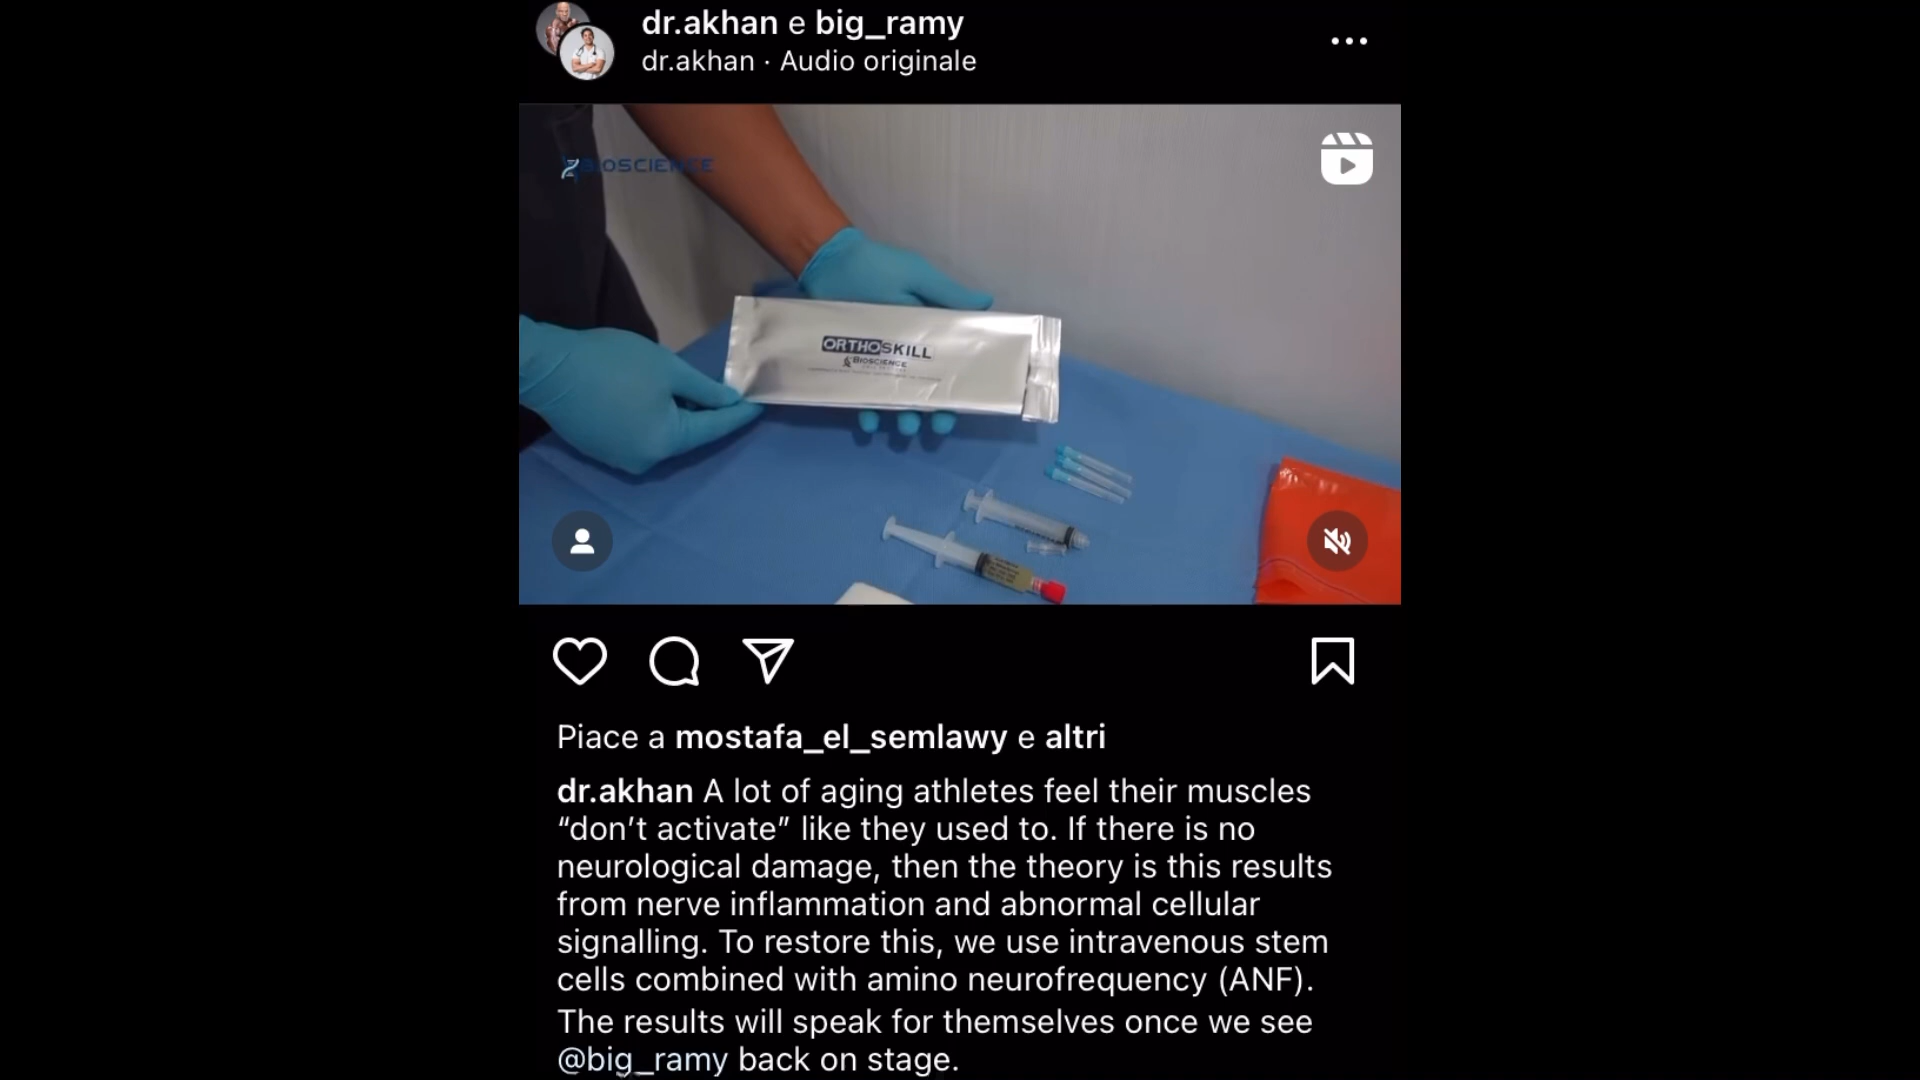 dr.akhan e big_ramy
dr.akhan · Audio originale
BIOSCIENCE
ORTHOSKILL
BIOSCIENCE
Piace a mostafa_el_semlawy e altri
dr.akhan A lot of aging athletes feel their muscles
“don’t activate” like they used to. If there is no
neurological damage, then the theory is this results
from nerve inflammation and abnormal cellular
signalling. To restore this, we use intravenous stem
cells combined with amino neurofrequency (ANF).
The results will speak for themselves once we see
@big_ramy back on stage.